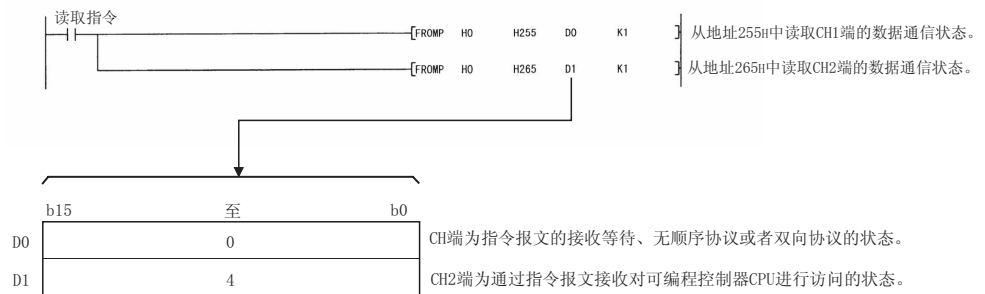 读取指令
FROMP H0 H255 D0 K1 从地址255H中读取CH1端的数据通信状态。
FROMP H0 H265 D1 K1 从地址265H中读取CH2端的数据通信状态。
b15 至 b0
D0 0 CH端为指令报文的接收等待、无顺序协议或者双向协议的状态。
D1 4 CH2端为通过指令报文接收对可编程控制器CPU进行访问的状态。